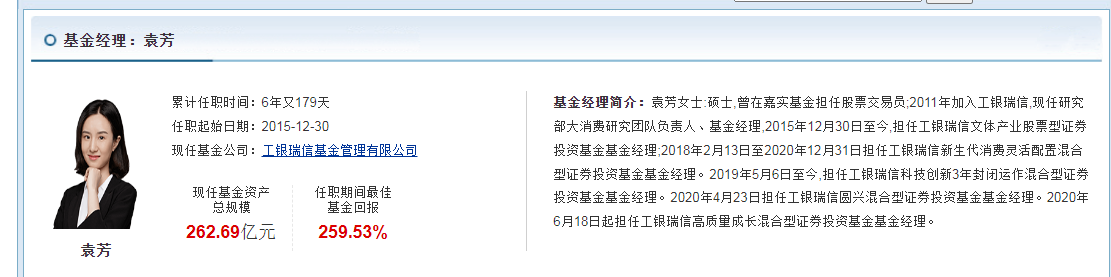 基金经理：袁芳
累计任职时间：6年又179天
任职起始日期：2015-12-30
现任基金公司：工银瑞信基金管理有限公司
现任基金资产
总规模
262.69亿元
任职期间最佳
基金回报
259.53%
袁芳
基金经理简介：袁芳女士:硕士,曾在嘉实基金担任股票交易员;2011年加入工银瑞信,现任研究
部大消费研究团队负责人、基金经理,2015年12月30日至今,担任工银瑞信文体产业股票型证券
投资基金基金经理;2018年2月13日至2020年12月31日担任工银瑞信新生代消费灵活配置混合
型证券投资基金基金经理。2019年5月6日至今,担任工银瑞信科技创新3年封闭运作混合型证券
投资基金基金经理。2020年4月23日担任工银瑞信圆兴混合型证券投资基金基金经理。2020年
6月18日起担任工银瑞信高质量成长混合型证券投资基金基金经理。